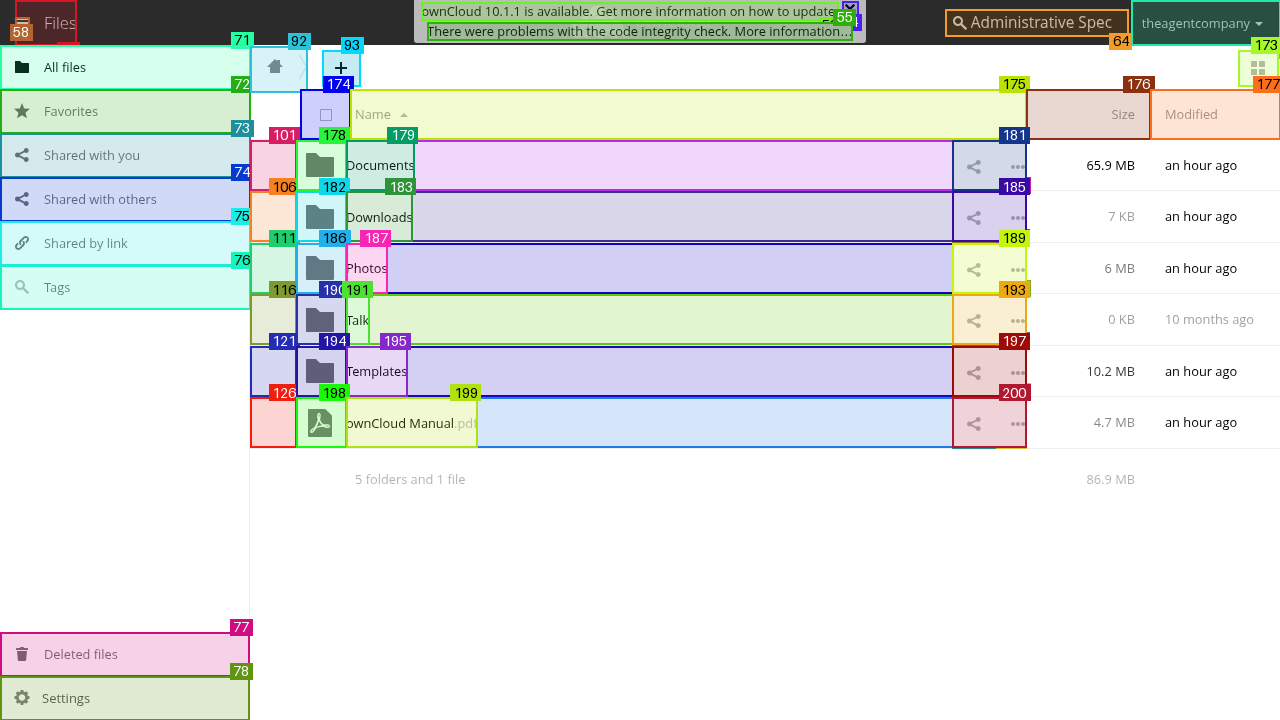 ownCloud 10.1.1 is available. Get more information on how to update
55
There were problems with the code integrity check. More information...
Files
58
Administrative Spec
64
theagentcompany
71
All files
92
93
+
173
72
Favorites
174
175
176
177
Name
Size
Modified
73
Shared with you
101
178
179
181
Documents
65.9 MB
an hour ago
74
Shared with others
106
182
183
185
Downloads
7 KB
an hour ago
75
Shared by link
111
186
187
189
Photos
6 MB
an hour ago
76
Tags
116
190
191
193
Talk
0 KB
10 months ago
121
194
195
197
Templates
10.2 MB
an hour ago
126
198
199
200
ownCloud Manual.pdf
4.7 MB
an hour ago
5 folders and 1 file
86.9 MB
77
Deleted files
78
Settings